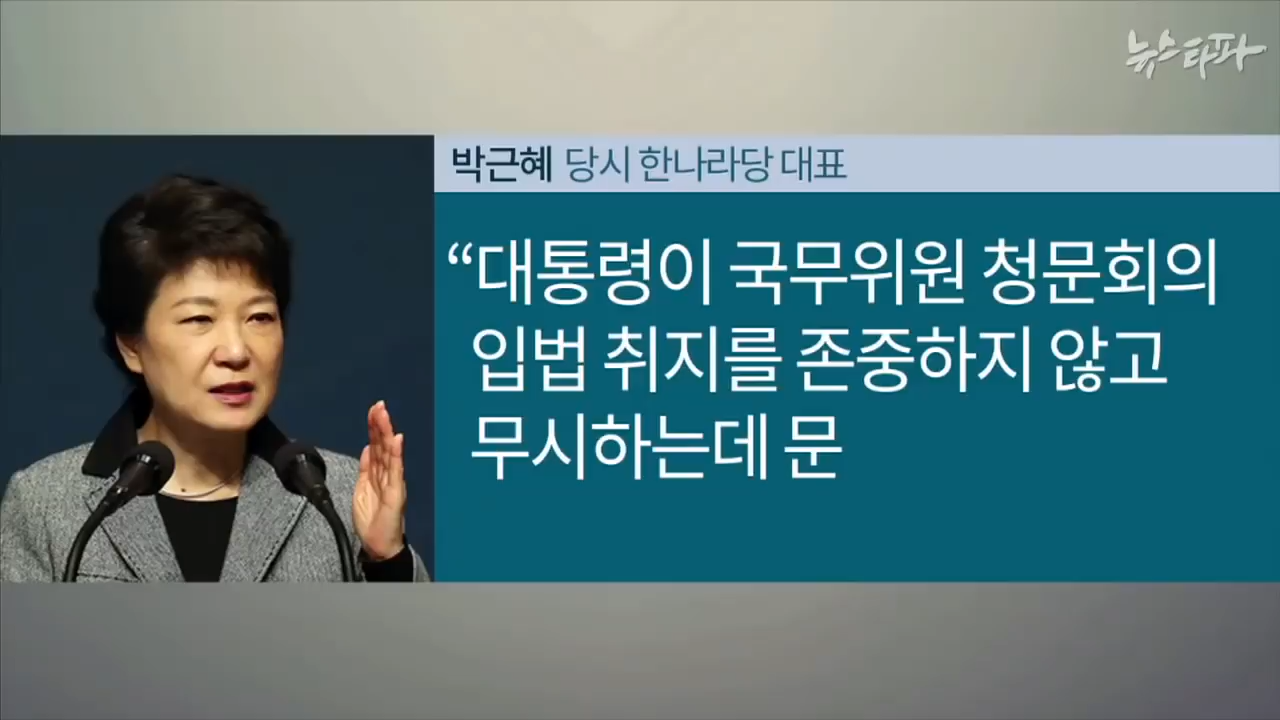 뉴스타파
박근혜 당시 한나라당 대표
“대통령이 국무위원 청문회의
입법 취지를 존중하지 않고
무시하는데 문